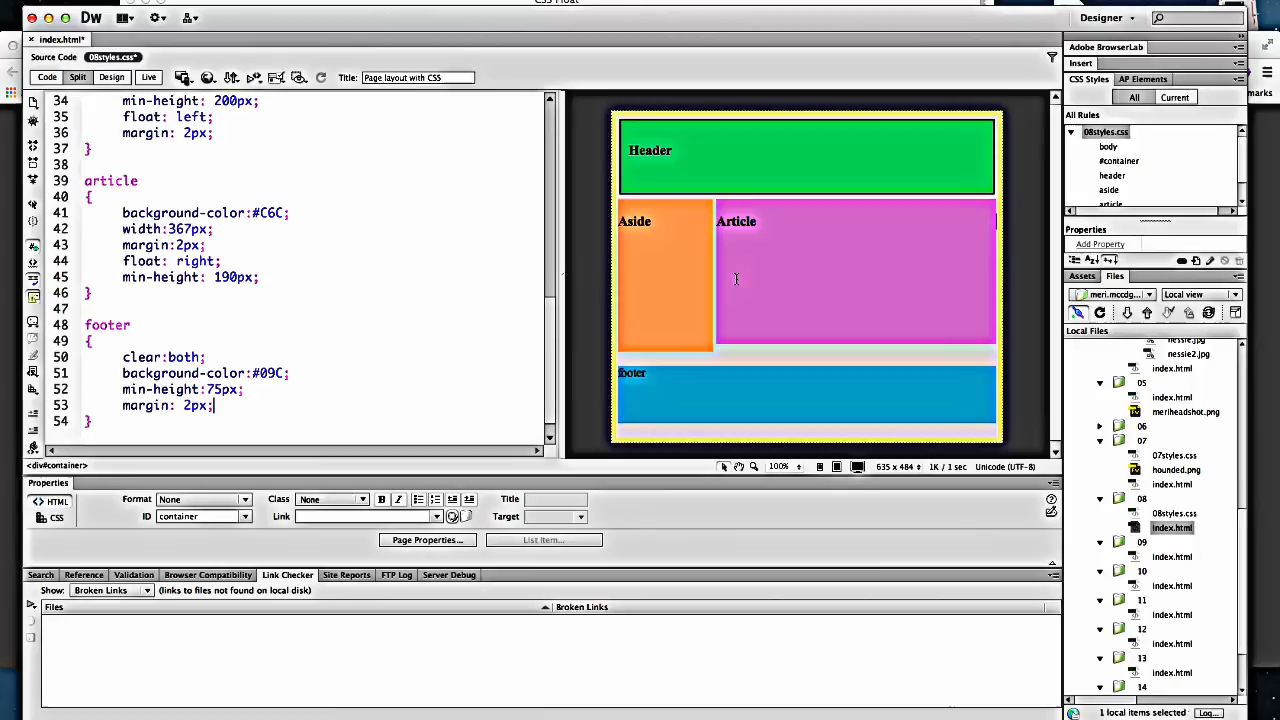 CSS Float
Dw
Designer
index.html*
Source Code
08styles.css*
Code
Split
Design
Live
Title:
Page layout with CSS
34
min-height: 200px;
35
float: left;
36
margin: 2px;
37
}
38
39
article
40
{
41
background-color:#C6C;
42
width:367px;
43
margin:2px;
44
float: right;
45
min-height: 190px;
46
}
47
48
footer
49
{
50
clear:both;
51
background-color:#09C;
52
min-height:75px;
53
margin: 2px;
54
}
Header
Aside
Article
footer
<div#container>
100%
635 x 484
1K / 1 sec
Unicode (UTF-8)
Properties
HTML
CSS
Format
None
Class
None
B
I
Title
ID
container
Link
Target
Page Properties...
List Item...
Search
Reference
Validation
Browser Compatibility
Link Checker
Site Reports
FTP Log
Server Debug
Show:
Broken Links
(links to files not found on local disk)
Files
Broken Links
Adobe BrowserLab
Insert
CSS Styles
AP Elements
All
Current
All Rules
08styles.css
body
#container
header
aside
article
Properties
Add Property
Assets
Files
meri.mccdg...
Local view
Local Files
nessie.jpg
nessie2.jpg
index.html
05
index.html
meriheadshot.png
06
07
07styles.css
hounded.png
index.html
08
08styles.css
index.html
09
index.html
10
index.html
11
index.html
12
index.html
13
index.html
14
1 local items selected
Log...
marks